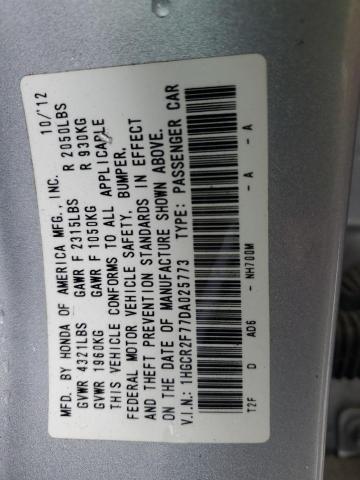 MFD. BY HONDA OF AMERICA MFG., INC. 10/'12
GVWR 4321LBS GAWR F 2315LBS R 2050LBS
GVWR 1960KG GAWR F 1050KG R 930KG
THIS VEHICLE CONFORMS TO ALL APPLICABLE
FEDERAL MOTOR VEHICLE SAFETY, BUMPER,
AND THEFT PREVENTION STANDARDS IN EFFECT
ON THE DATE OF MANUFACTURE SHOWN ABOVE.
V.I.N.: 1HGCR2F77DA025773 TYPE: PASSENGER CAR
T2F D AD6 - NH700M - A - A